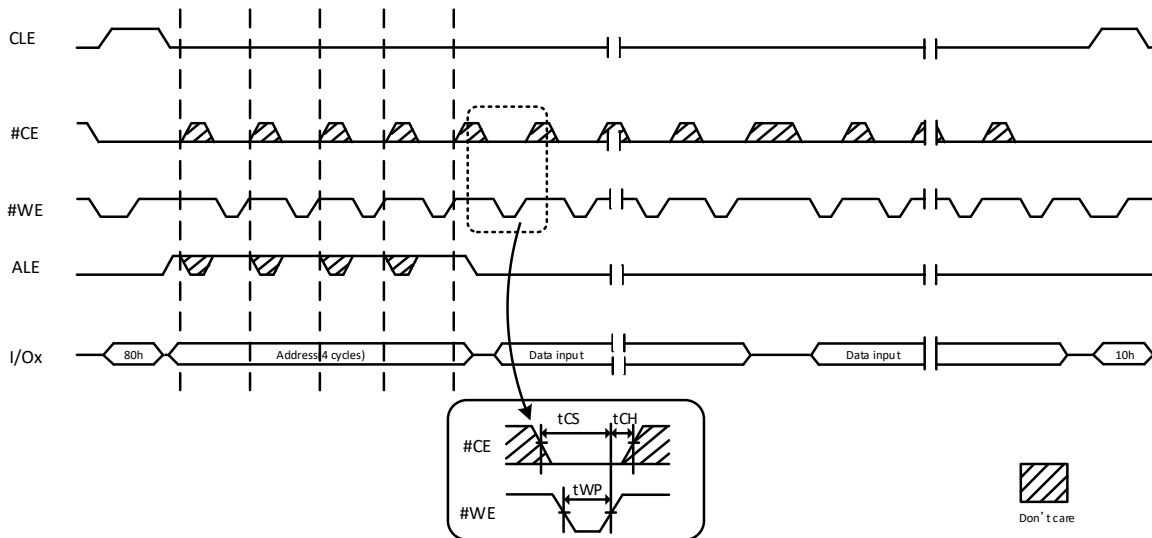 CLE
#CE
#WE
ALE
I/Ox
80h
Address(4 cycles)
Data input
Data input
10h
tCS
tCH
#CE
tWP
#WE
Don't care